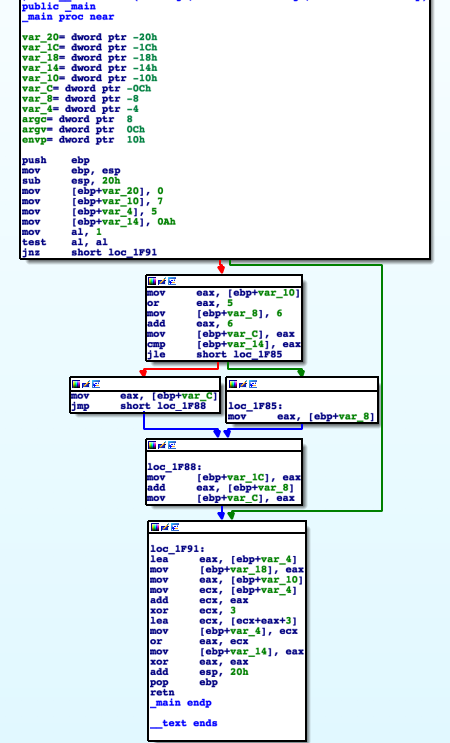 public _main
_main proc near
var_20= dword ptr -20h
var_1C= dword ptr -1Ch
var_18= dword ptr -18h
var_14= dword ptr -14h
var_10= dword ptr -10h
var_C= dword ptr -0Ch
var_8= dword ptr -8
var_4= dword ptr -4
argc= dword ptr 8
argv= dword ptr 0Ch
envp= dword ptr 10h
push ebp
mov ebp, esp
sub esp, 20h
mov [ebp+var_20], 0
mov [ebp+var_10], 7
mov [ebp+var_4], 5
mov [ebp+var_14], 0Ah
mov al, 1
test al, al
jnz short loc_1F91
mov eax, [ebp+var_10]
or eax, 5
mov [ebp+var_8], 6
add eax, 6
mov [ebp+var_C], eax
cmp [ebp+var_14], eax
jle short loc_1F85
mov eax, [ebp+var_C]
jmp short loc_1F88
loc_1F85:
mov eax, [ebp+var_8]
loc_1F88:
mov [ebp+var_1C], eax
add eax, [ebp+var_8]
mov [ebp+var_C], eax
loc_1F91:
lea eax, [ebp+var_4]
mov [ebp+var_18], eax
mov eax, [ebp+var_10]
mov ecx, [ebp+var_4]
add ecx, eax
xor ecx, 3
lea ecx, [ecx+eax+3]
mov [ebp+var_4], ecx
or eax, ecx
mov [ebp+var_14], eax
xor eax, eax
add esp, 20h
pop ebp
retn
_main endp
__text ends